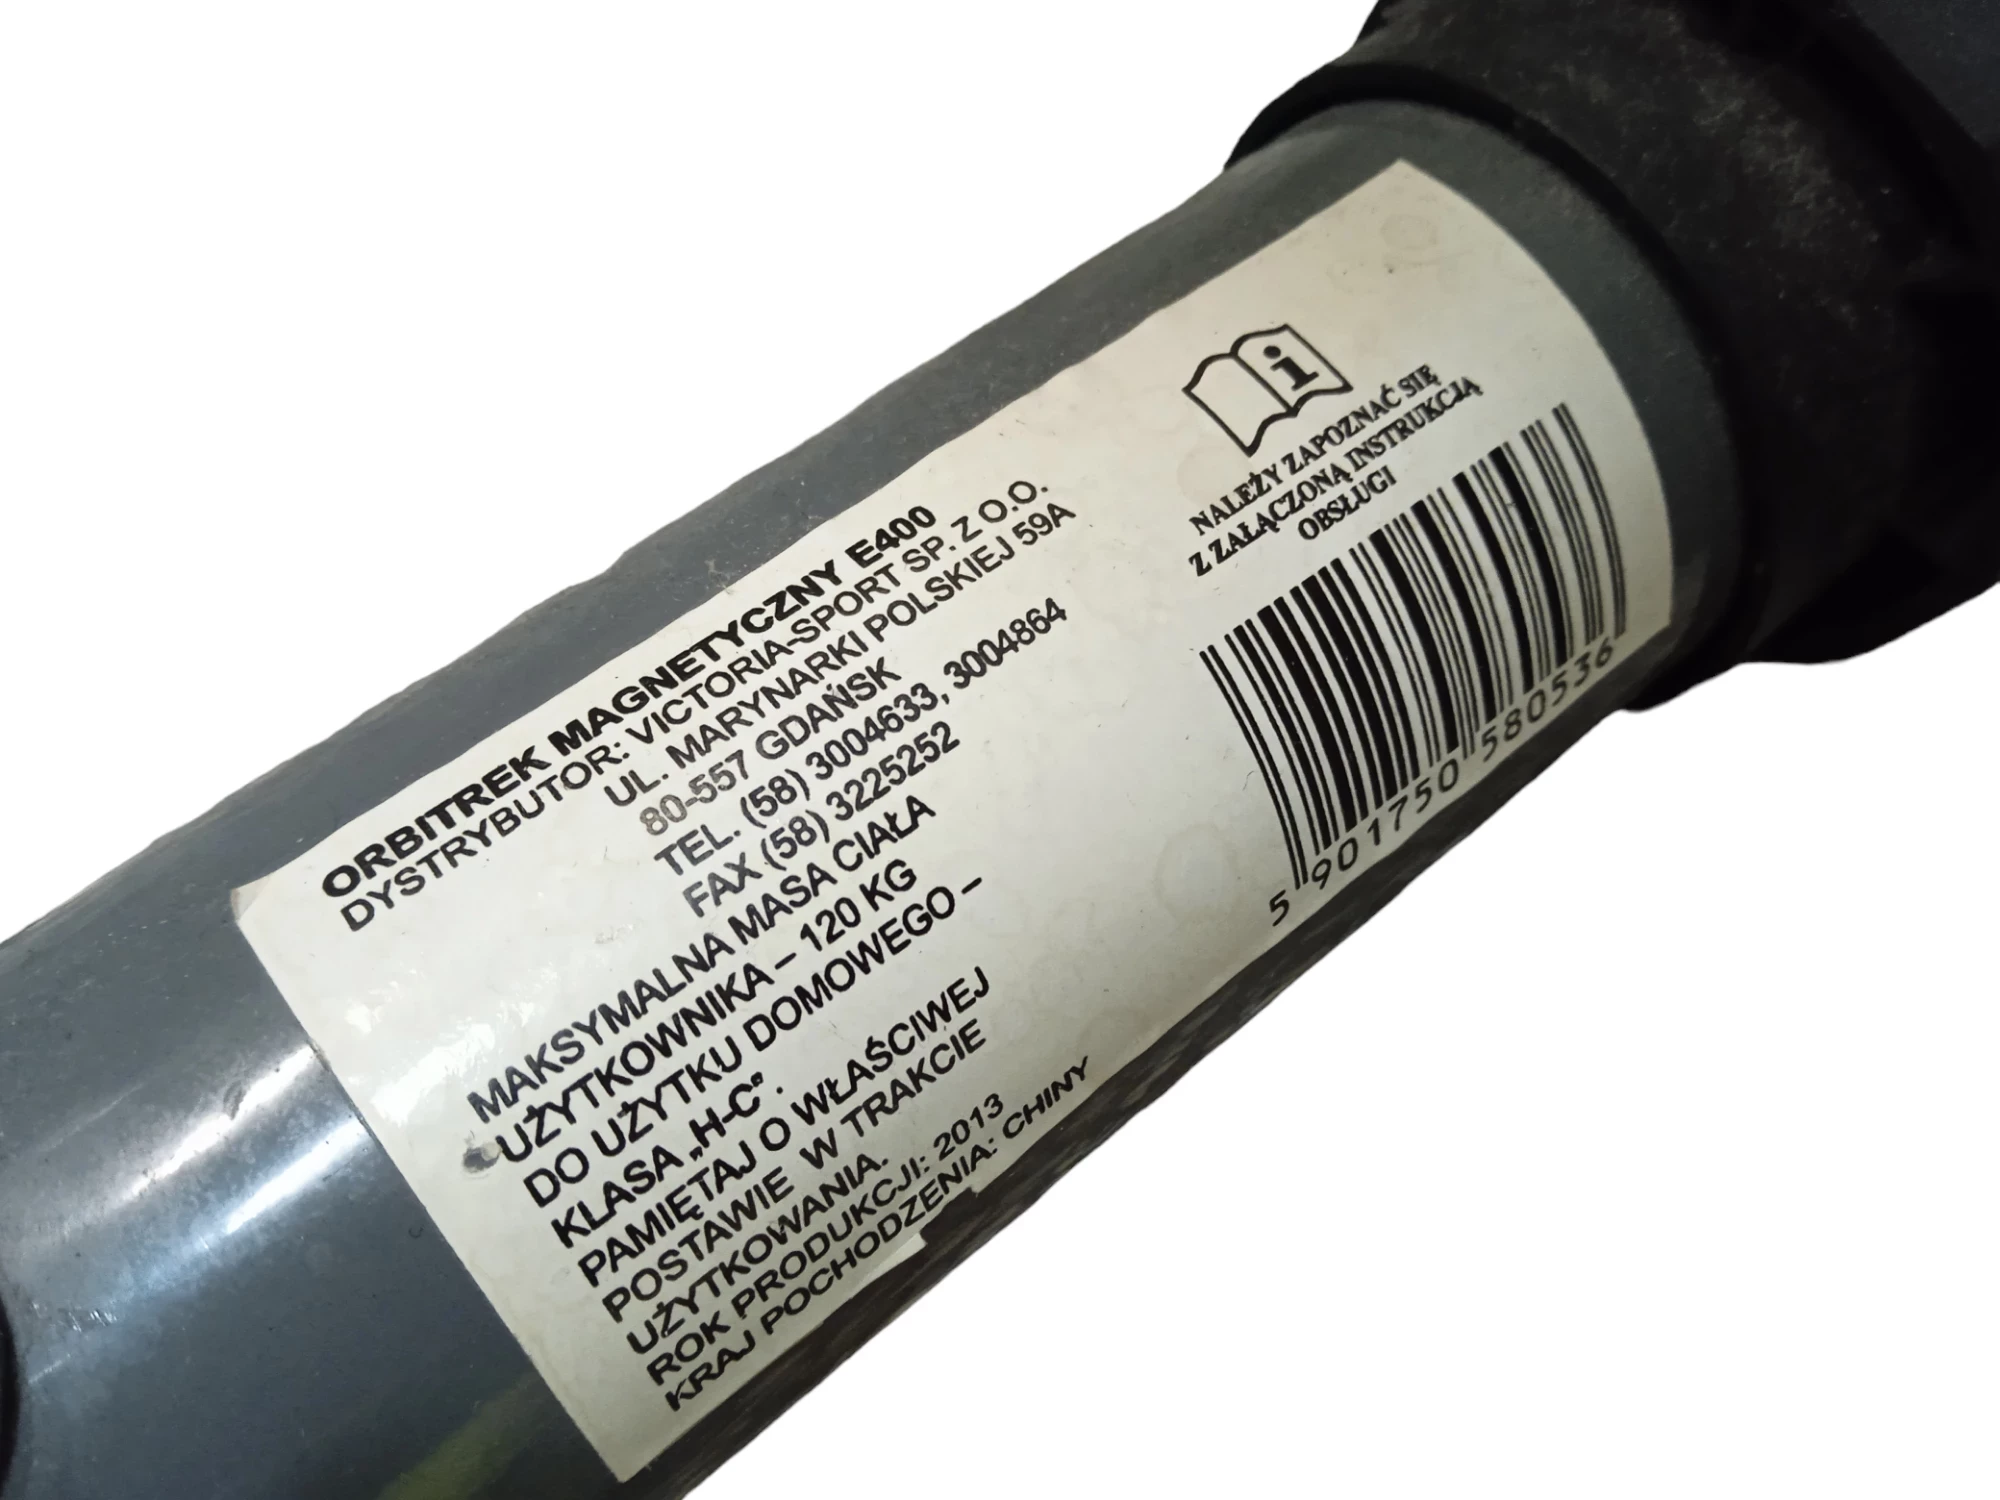 ORBITREK MAGNETYCZNY E400
DYSTRYBUTOR: VICTORIA-SPORT SP. Z O.O.
UL. MARYNARKI POLSKIEJ 59A
80-557 GDAŃSK
TEL. (58) 3004633, 3004864
FAX (58) 3225252
MAKSYMALNA MASA CIAŁA
UŻYTKOWNIKA – 120 KG
DO UŻYTKU DOMOWEGO –
KLASA „H-C”.
PAMIĘTAJ O WŁAŚCIWEJ
POSTAWIE W TRAKCIE
UŻYTKOWANIA.
ROK PRODUKCJI: 2013
KRAJ POCHODZENIA: CHINY
i
NALEŻY ZAPOZNAĆ SIĘ
Z ZAŁĄCZONĄ INSTRUKCJĄ
OBSŁUGI
5 901750 580536